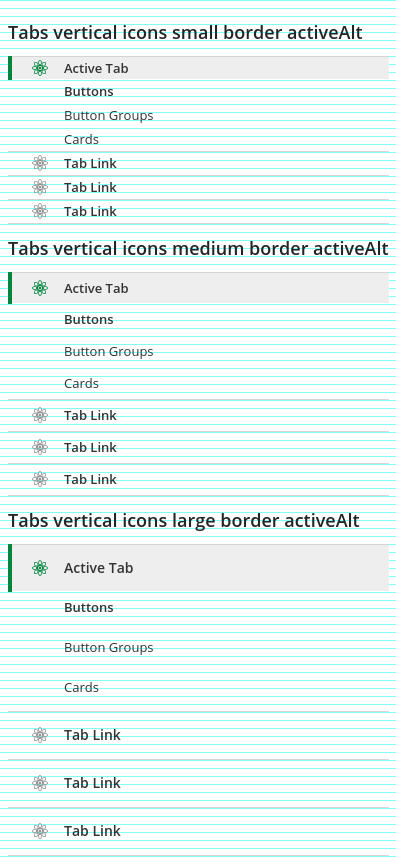 Tabs vertical icons small border activeAlt
Active Tab
Buttons
Button Groups
Cards
Tab Link
Tab Link
Tab Link
Tabs vertical icons medium border activeAlt
Active Tab
Buttons
Button Groups
Cards
Tab Link
Tab Link
Tab Link
Tabs vertical icons large border activeAlt
Active Tab
Buttons
Button Groups
Cards
Tab Link
Tab Link
Tab Link